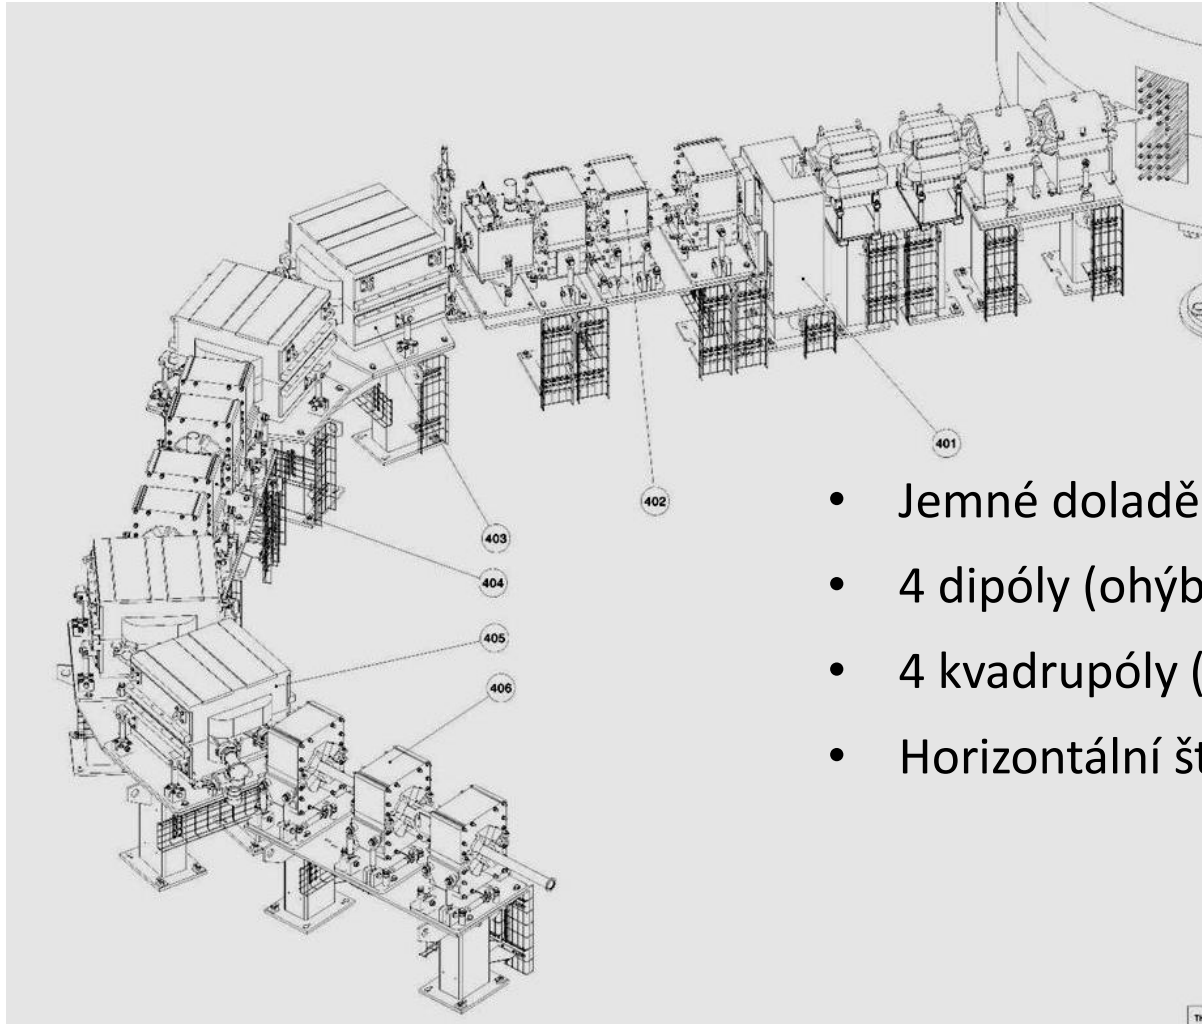 401
402
403
404
405
406
• Jemné doladě
• 4 dipóly (ohýb
• 4 kvadrupóly (
• Horizontální št